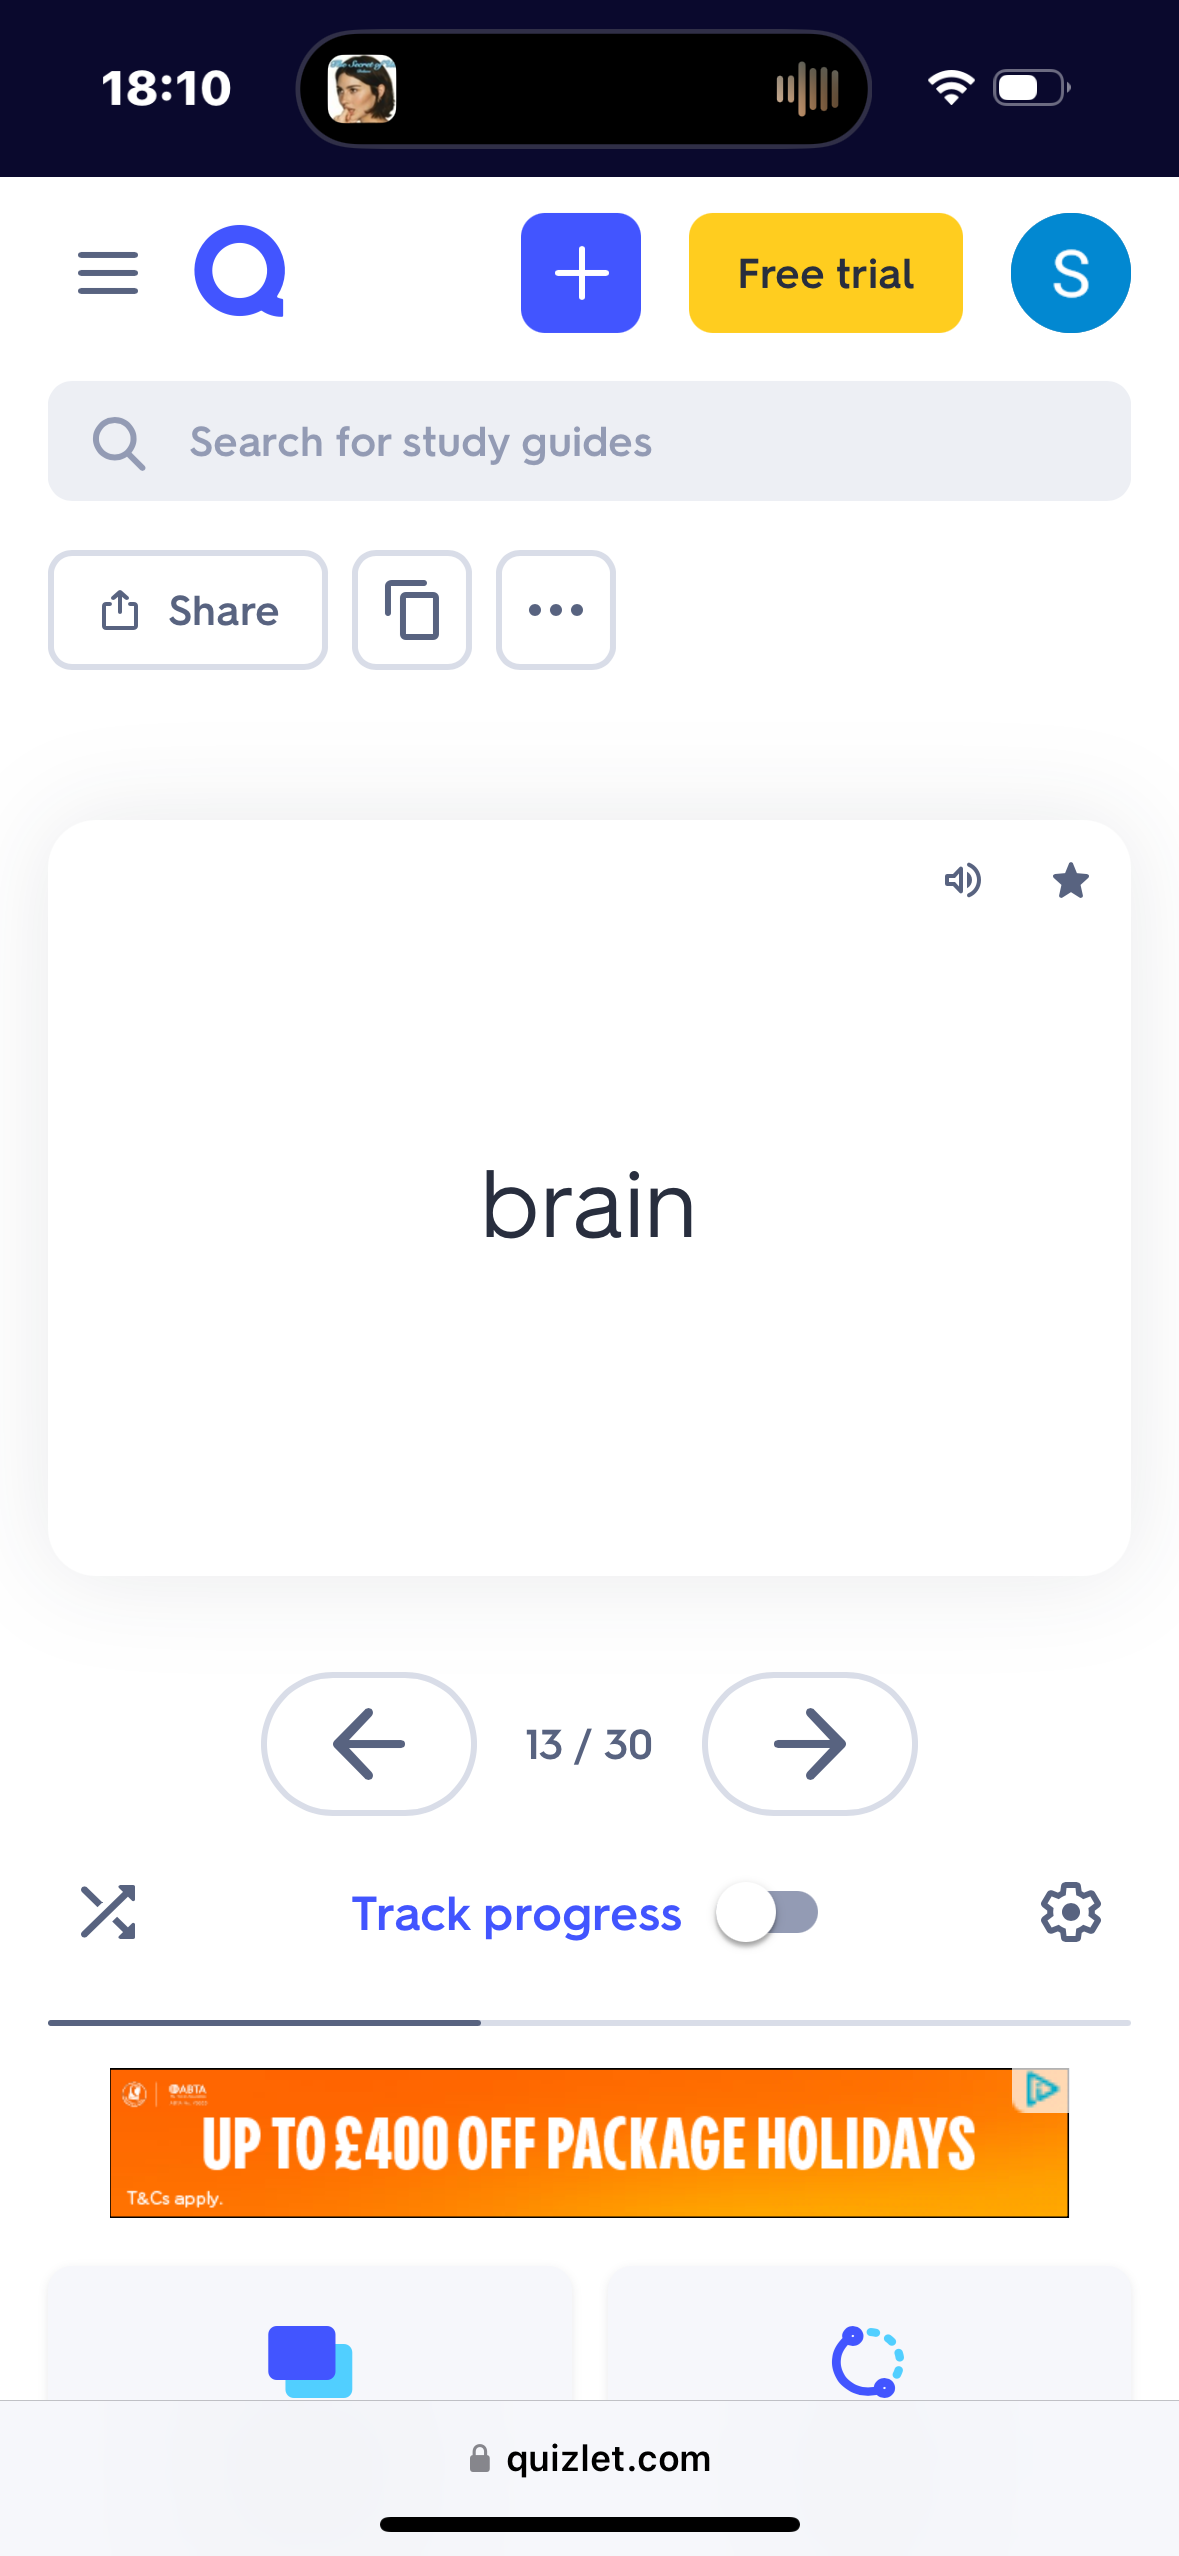 18:10
Free trial
S
Search for study guides
Share
brain
13 / 30
Track progress
ABTA
UP TO £400 OFF PACKAGE HOLIDAYS
T&Cs apply.
quizlet.com